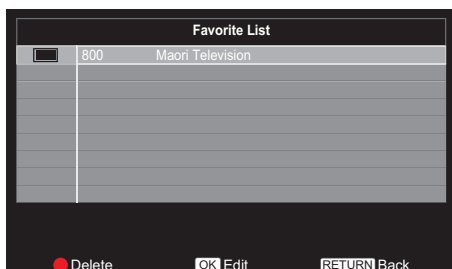 Favorite List
800 Maori Television
Delete OK Edit RETURN Back